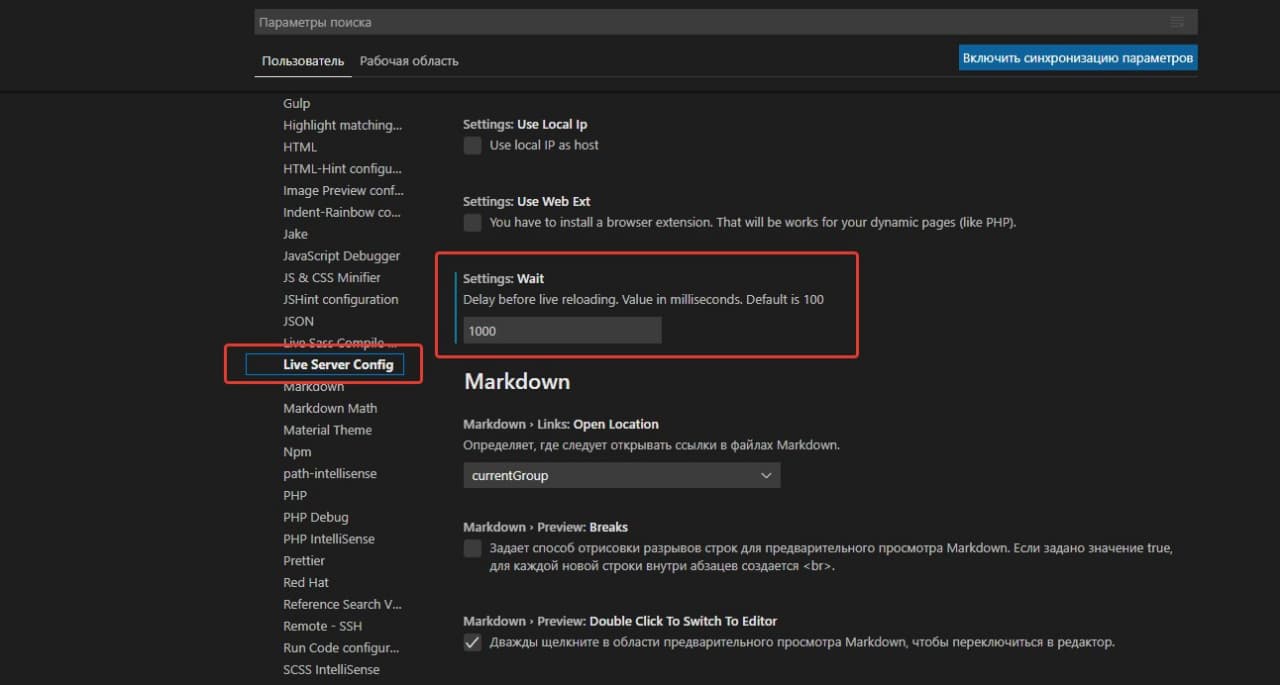 Параметры поиска
Пользователь
Рабочая область
Включить синхронизацию параметров
Gulp
Highlight matching...
HTML
HTML-Hint configu...
Image Preview conf...
Indent-Rainbow co...
Jake
JavaScript Debugger
JS & CSS Minifier
JSHint configuration
JSON
Live Sass Compile ...
Live Server Config
Markdown
Markdown Math
Material Theme
Npm
path-intellisense
PHP
PHP Debug
PHP IntelliSense
Prettier
Red Hat
Reference Search V...
Remote - SSH
Run Code configur...
SCSS IntelliSense
Settings: Use Local Ip
Use local IP as host
Settings: Use Web Ext
You have to install a browser extension. That will be works for your dynamic pages (like PHP).
Settings: Wait
Delay before live reloading. Value in milliseconds. Default is 100
1000
Markdown
Markdown › Links: Open Location
Определяет, где следует открывать ссылки в файлах Markdown.
currentGroup
Markdown › Preview: Breaks
Задает способ отрисовки разрывов строк для предварительного просмотра Markdown. Если задано значение true,
для каждой новой строки внутри абзацев создается <br>.
Markdown › Preview: Double Click To Switch To Editor
Дважды щелкните в области предварительного просмотра Markdown, чтобы переключиться в редактор.